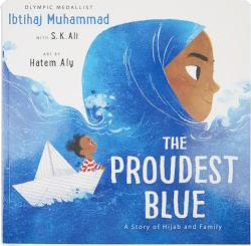 OLYMPIC MEDALLIST
Ibtihaj Muhammad
WITH S. K. Ali
ART BY
Hatem Aly
THE
PROUDEST
BLUE
A Story of Hijab and Family